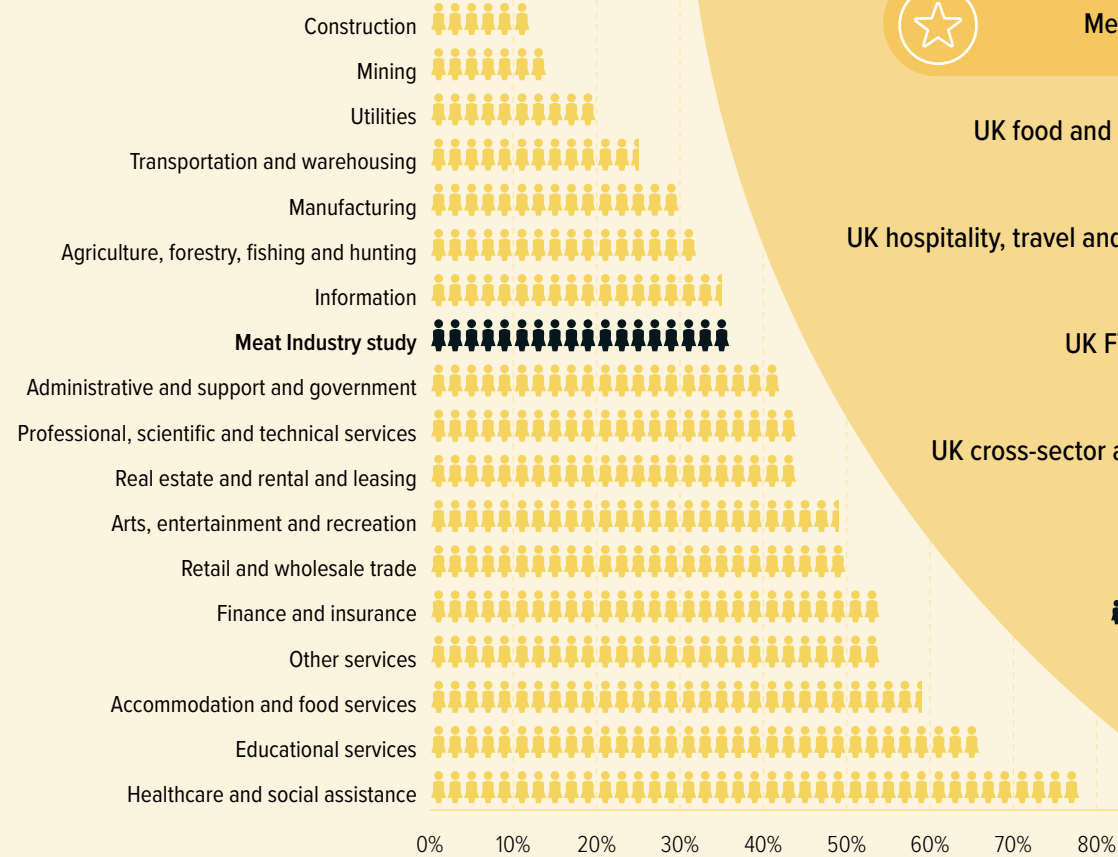 Construction
Mining
Utilities
Transportation and warehousing
Manufacturing
Agriculture, forestry, fishing and hunting
Information
Meat Industry study
Administrative and support and government
Professional, scientific and technical services
Real estate and rental and leasing
Arts, entertainment and recreation
Retail and wholesale trade
Finance and insurance
Other services
Accommodation and food services
Educational services
Healthcare and social assistance
0% 10% 20% 30% 40% 50% 60% 70% 80%
UK food and
UK hospitality, travel and
UK
UK cross-sector